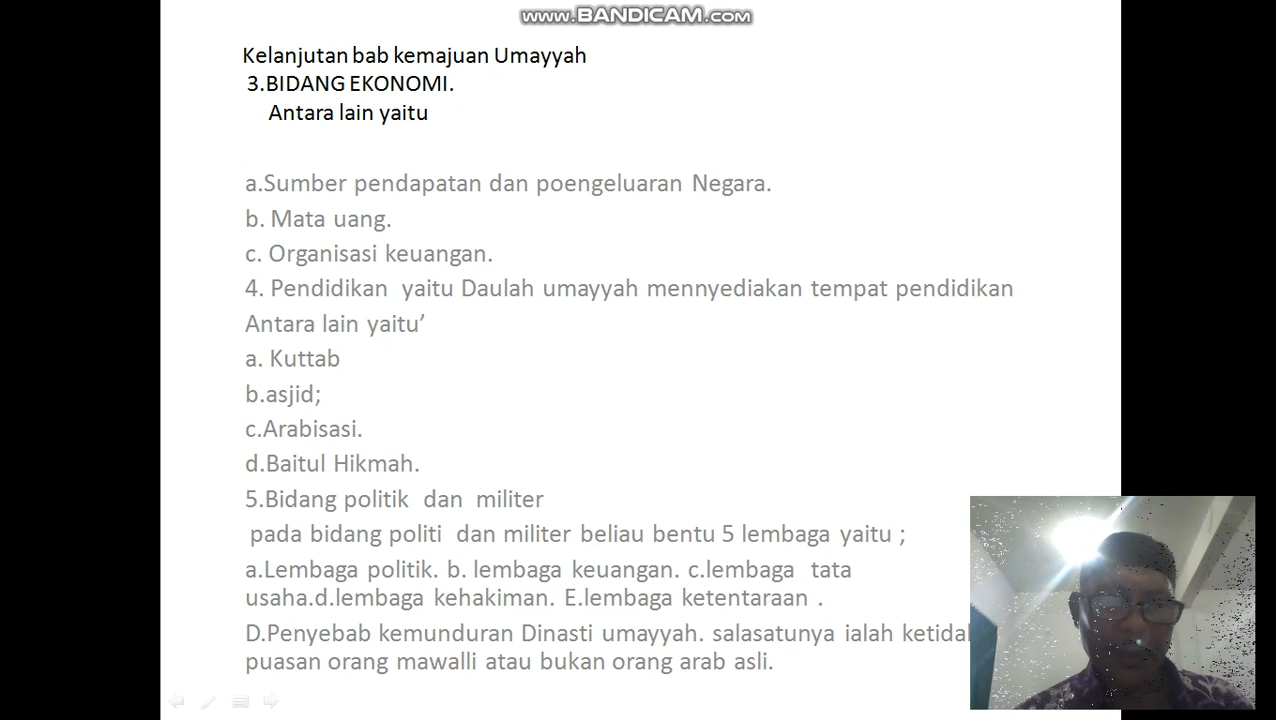 www.BANDICAM.com
Kelanjutan bab kemajuan Umayyah
3.BIDANG EKONOMI.
Antara lain yaitu
a.Sumber pendapatan dan poengeluaran Negara.
b. Mata uang.
c. Organisasi keuangan.
4. Pendidikan yaitu Daulah umayyah mennyediakan tempat pendidikan
Antara lain yaitu’
a. Kuttab
b.asjid;
c.Arabisasi.
d.Baitul Hikmah.
5.Bidang politik dan militer
pada bidang politi dan militer beliau bentu 5 lembaga yaitu ;
a.Lembaga politik. b. lembaga keuangan. c.lembaga tata
usaha.d.lembaga kehakiman. E.lembaga ketentaraan .
D.Penyebab kemunduran Dinasti umayyah. salasatunya ialah
puasan orang mawalli atau bukan orang arab asli.